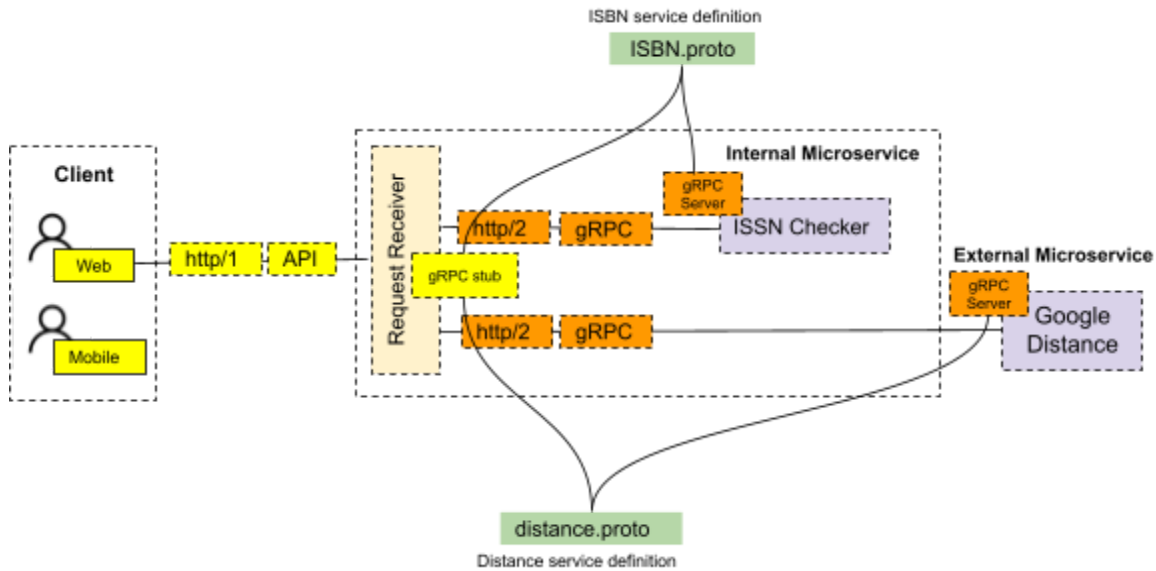 ISBN service definition
ISBN.proto
Client
Web
Mobile
http/1
API
Request Receiver
Internal Microservice
http/2
gRPC
gRPC
Server
ISSN Checker
gRPC stub
http/2
gRPC
External Microservice
gRPC
Server
Google
Distance
distance.proto
Distance service definition